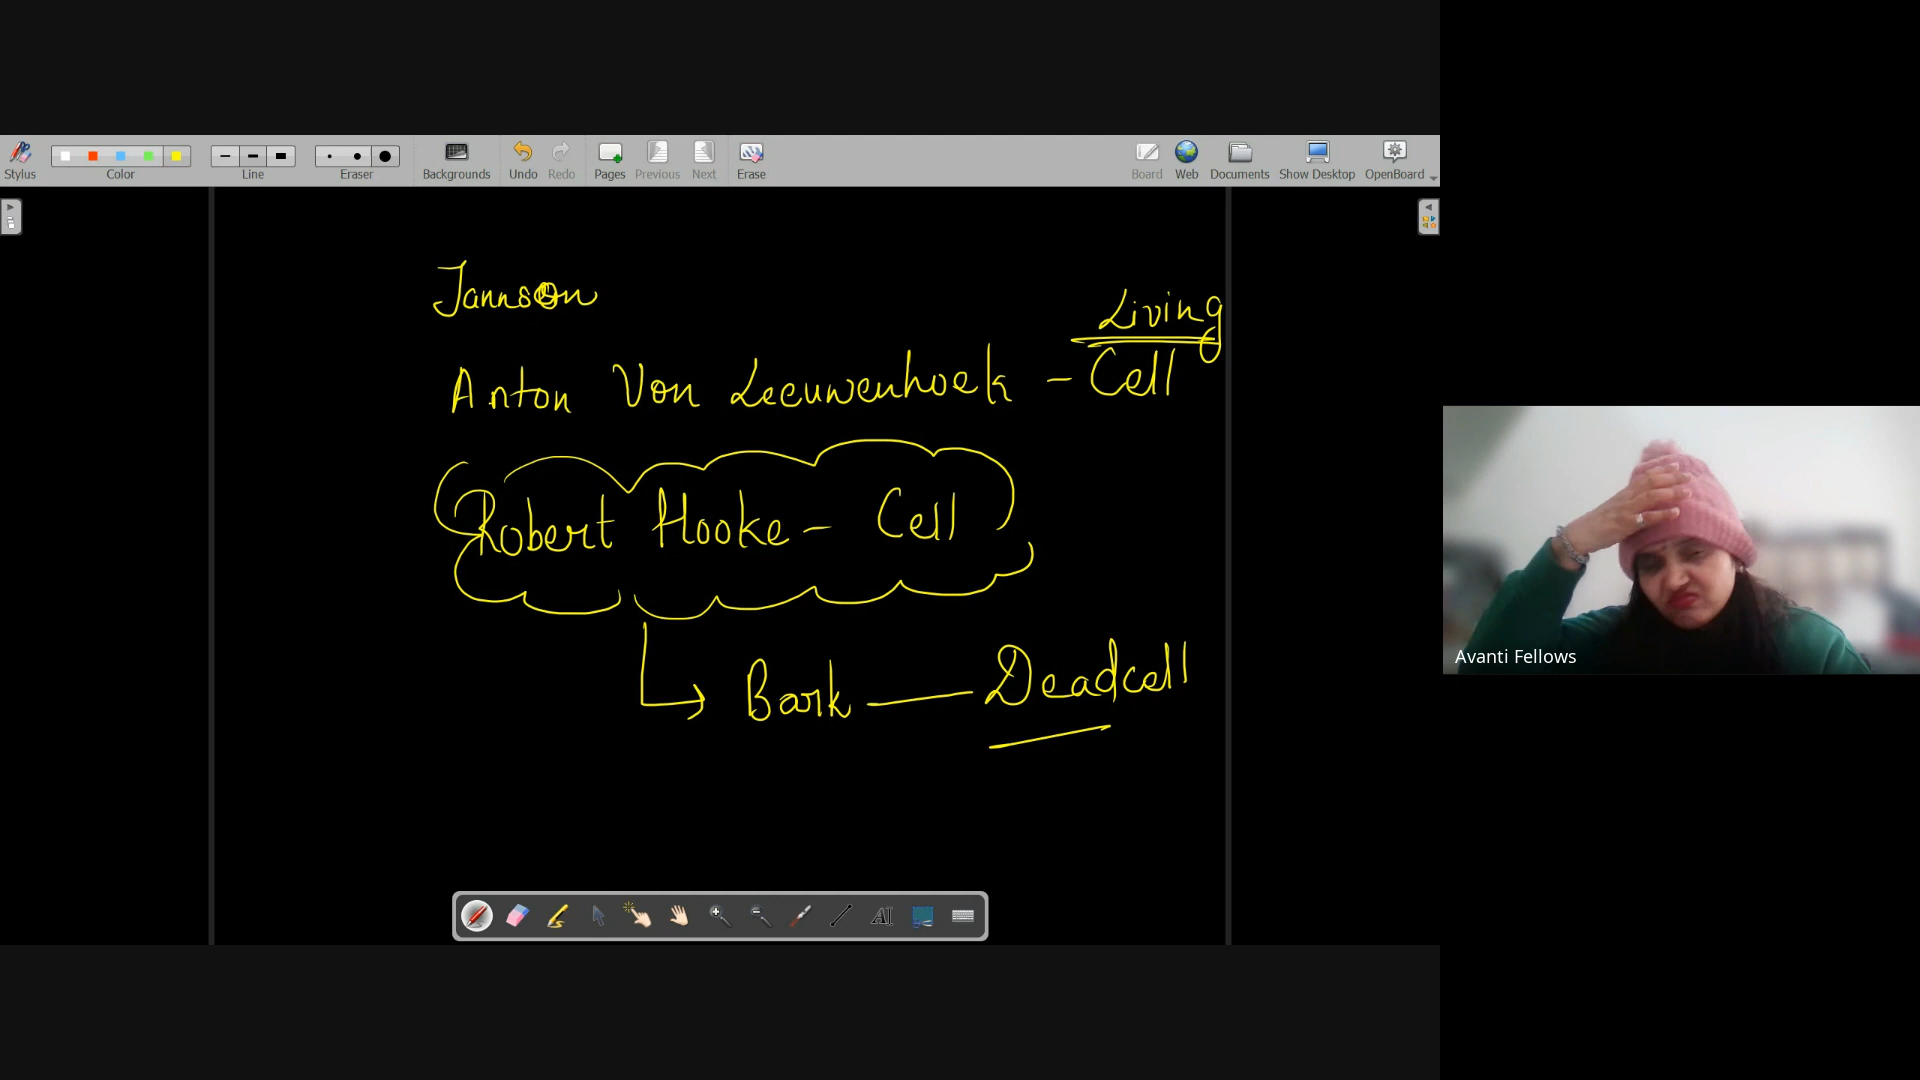 Stylus Color Line Eraser Backgrounds Undo Redo Pages Previous Next Erase Board Web Documents Show Desktop OpenBoard
Jannson
Living
Anton Von Leeuwenhoek - Cell
Robert Hooke - Cell
Bark — Deadcell
Avanti Fellows